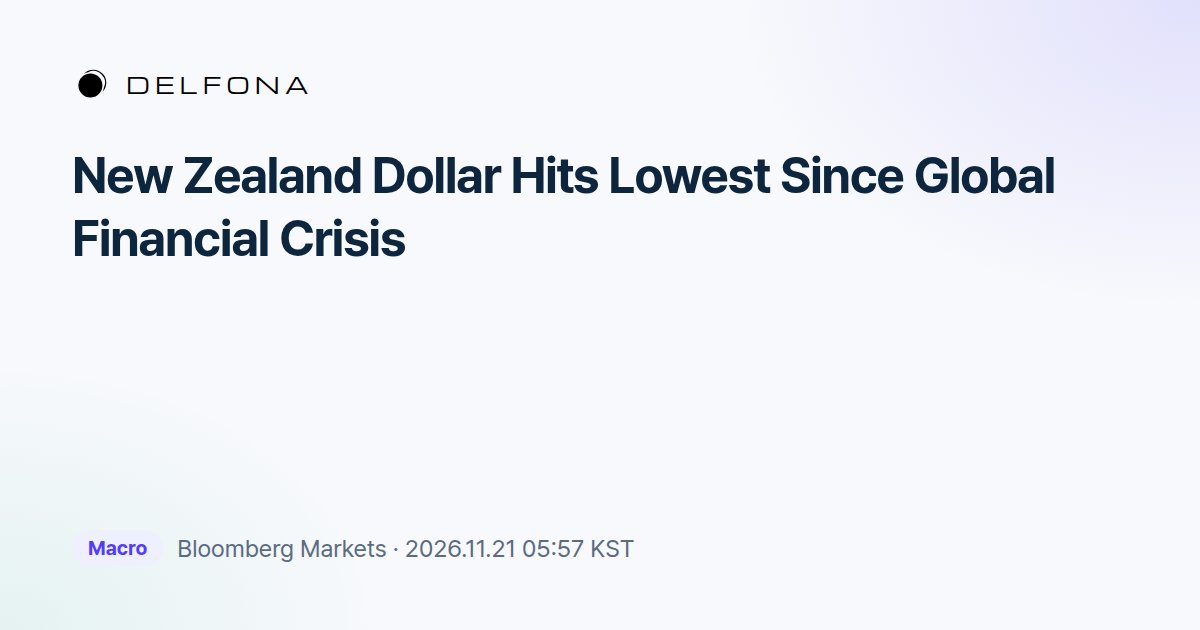 DELFONA
New Zealand Dollar Hits Lowest Since Global
Financial Crisis
Macro Bloomberg Markets · 2026.11.21 05:57 KST